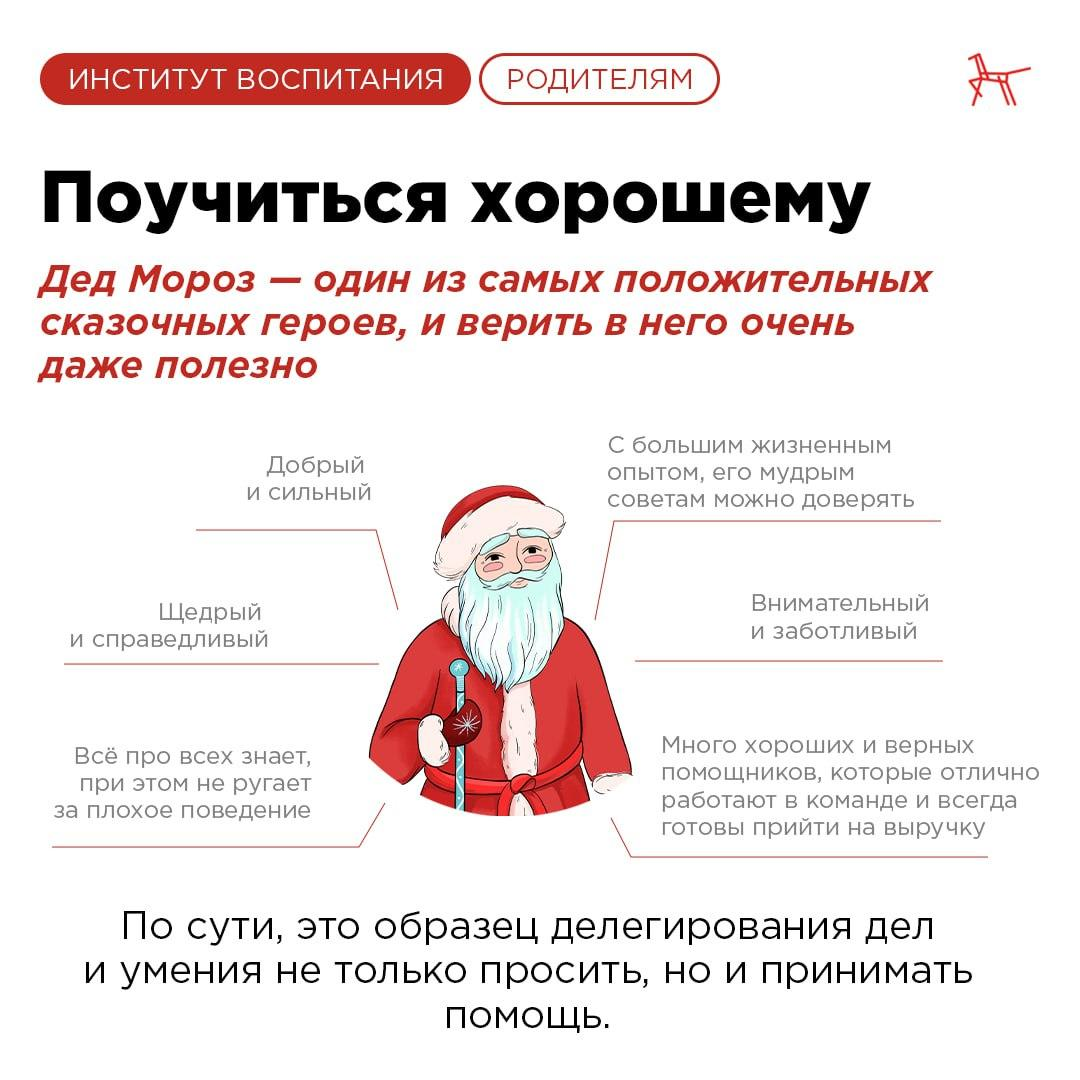 ИНСТИТУТ ВОСПИТАНИЯ
РОДИТЕЛЯМ
Поучиться хорошему
Дед Мороз — один из самых положительных
сказочных героев, и верить в него очень
даже полезно
Добрый
и сильный
С большим жизненным
опытом, его мудрым
советам можно доверять
Щедрый
и справедливый
Внимательный
и заботливый
Всё про всех знает,
при этом не ругает
за плохое поведение
Много хороших и верных
помощников, которые отлично
работают в команде и всегда
готовы прийти на выручку
По сути, это образец делегирования дел
и умения не только просить, но и принимать
помощь.